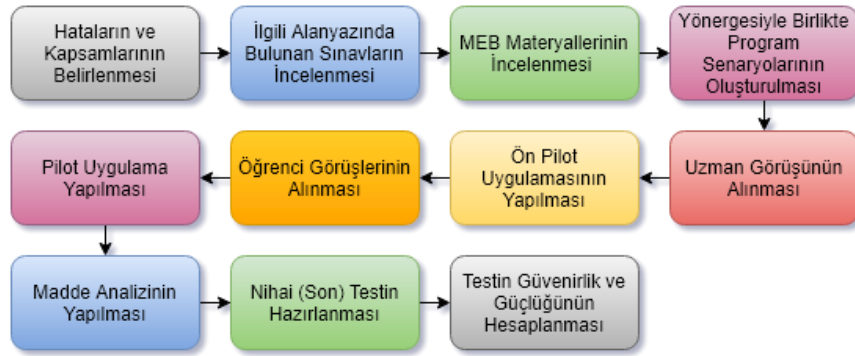 Hataların ve
Kapsamlarının
Belirlenmesi
İlgili Alanyazında
Bulunan Sınavların
İncelenmesi
MEB Materyallerinin
İncelenmesi
Yönergesiyle Birlikte
Program
Senaryolarının
Oluşturulması
Uzman Görüşünün
Alınması
Ön Pilot
Uygulamasının
Yapılması
Öğrenci Görüşlerinin
Alınması
Pilot Uygulama
Yapılması
Madde Analizinin
Yapılması
Nihai (Son) Testin
Hazırlanması
Testin Güvenirlik ve
Güçlüğünün
Hesaplanması